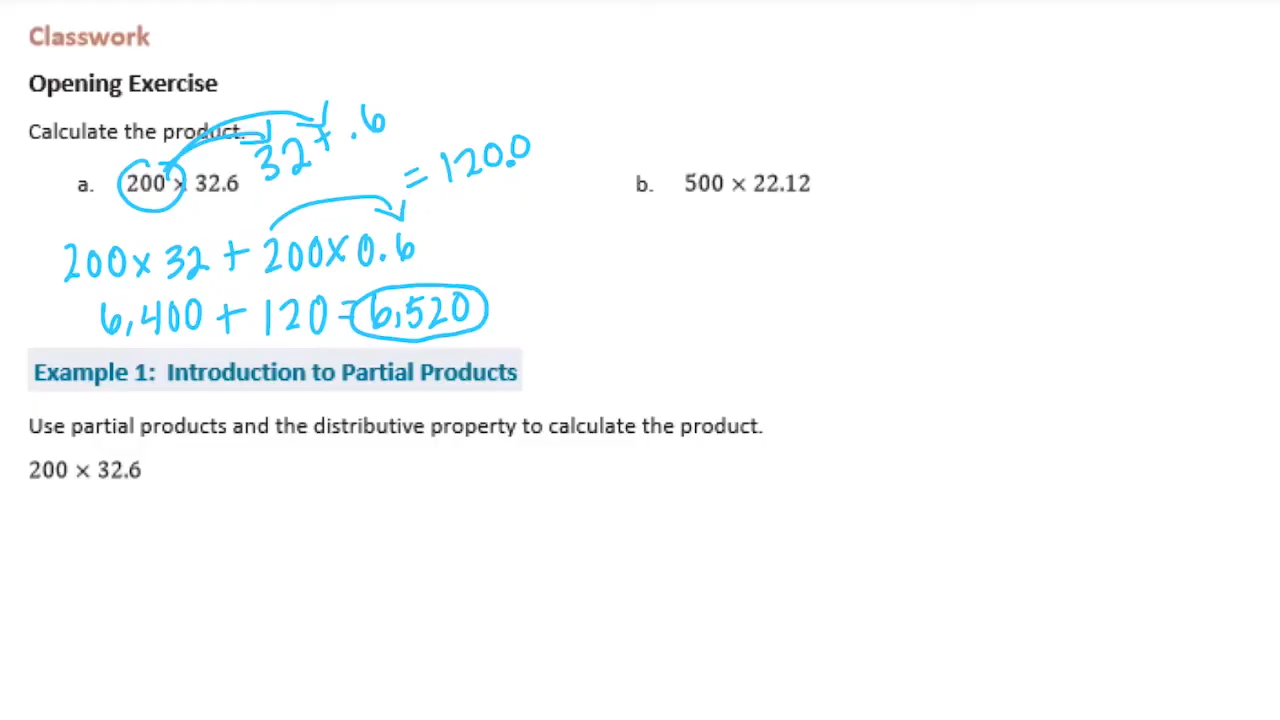 Classwork
Opening Exercise
Calculate the product.
32 + .6
a. 200 × 32.6
= 120.0
b. 500 × 22.12
200 × 32 + 200 × 0.6
6,400 + 120 = 6,520
Example 1: Introduction to Partial Products
Use partial products and the distributive property to calculate the product.
200 × 32.6